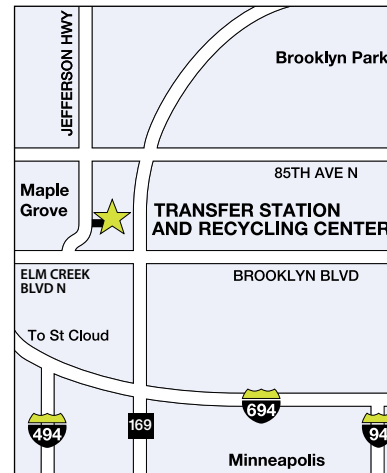 JEFFERSON HWY
Brooklyn Park
85TH AVE N
Maple
Grove
TRANSFER STATION
AND RECYCLING CENTER
ELM CREEK
BLVD N
BROOKLYN BLVD
To St Cloud
694
494
169
94
Minneapolis